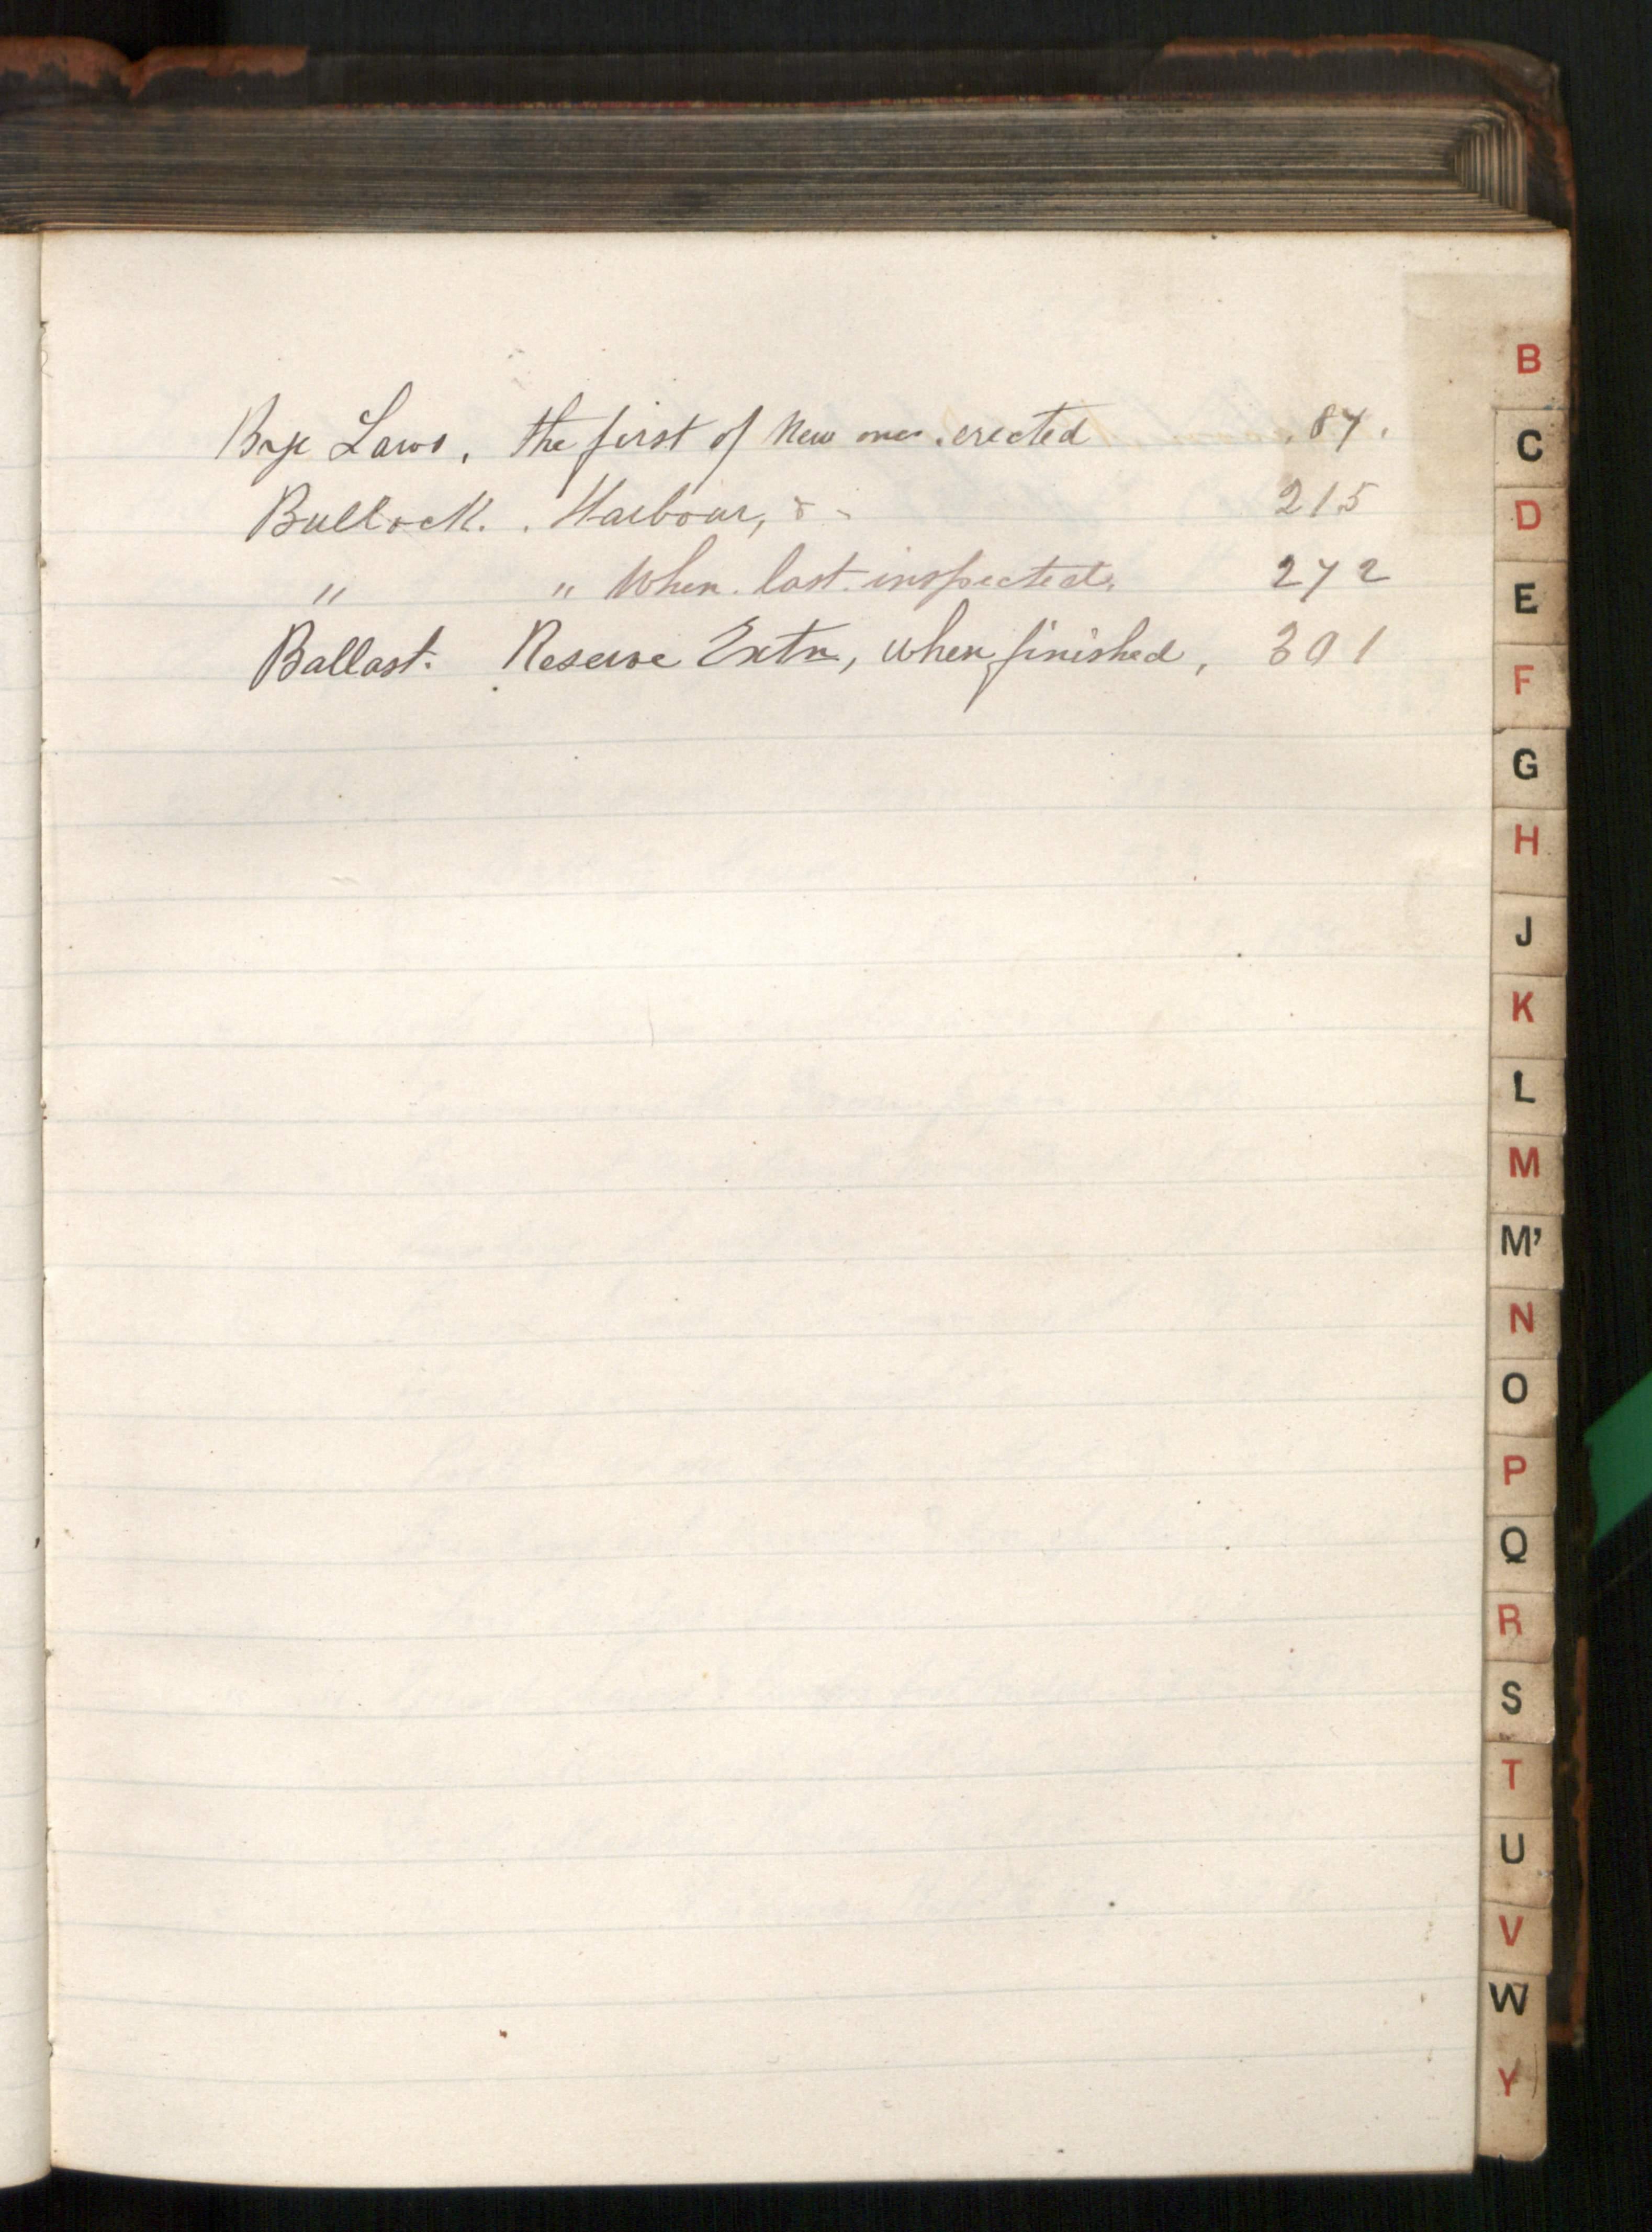 Bye Laws, the first of New ones erected 87.
Bullock. Harbour, &
" " When last inspected. 272
215
Ballast. Reserve Extn, when finished, 301
B
C
D
E
F
G
H
J
K
L
M
M'
N
O
P
Q
R
S
T
U
V
W
Y